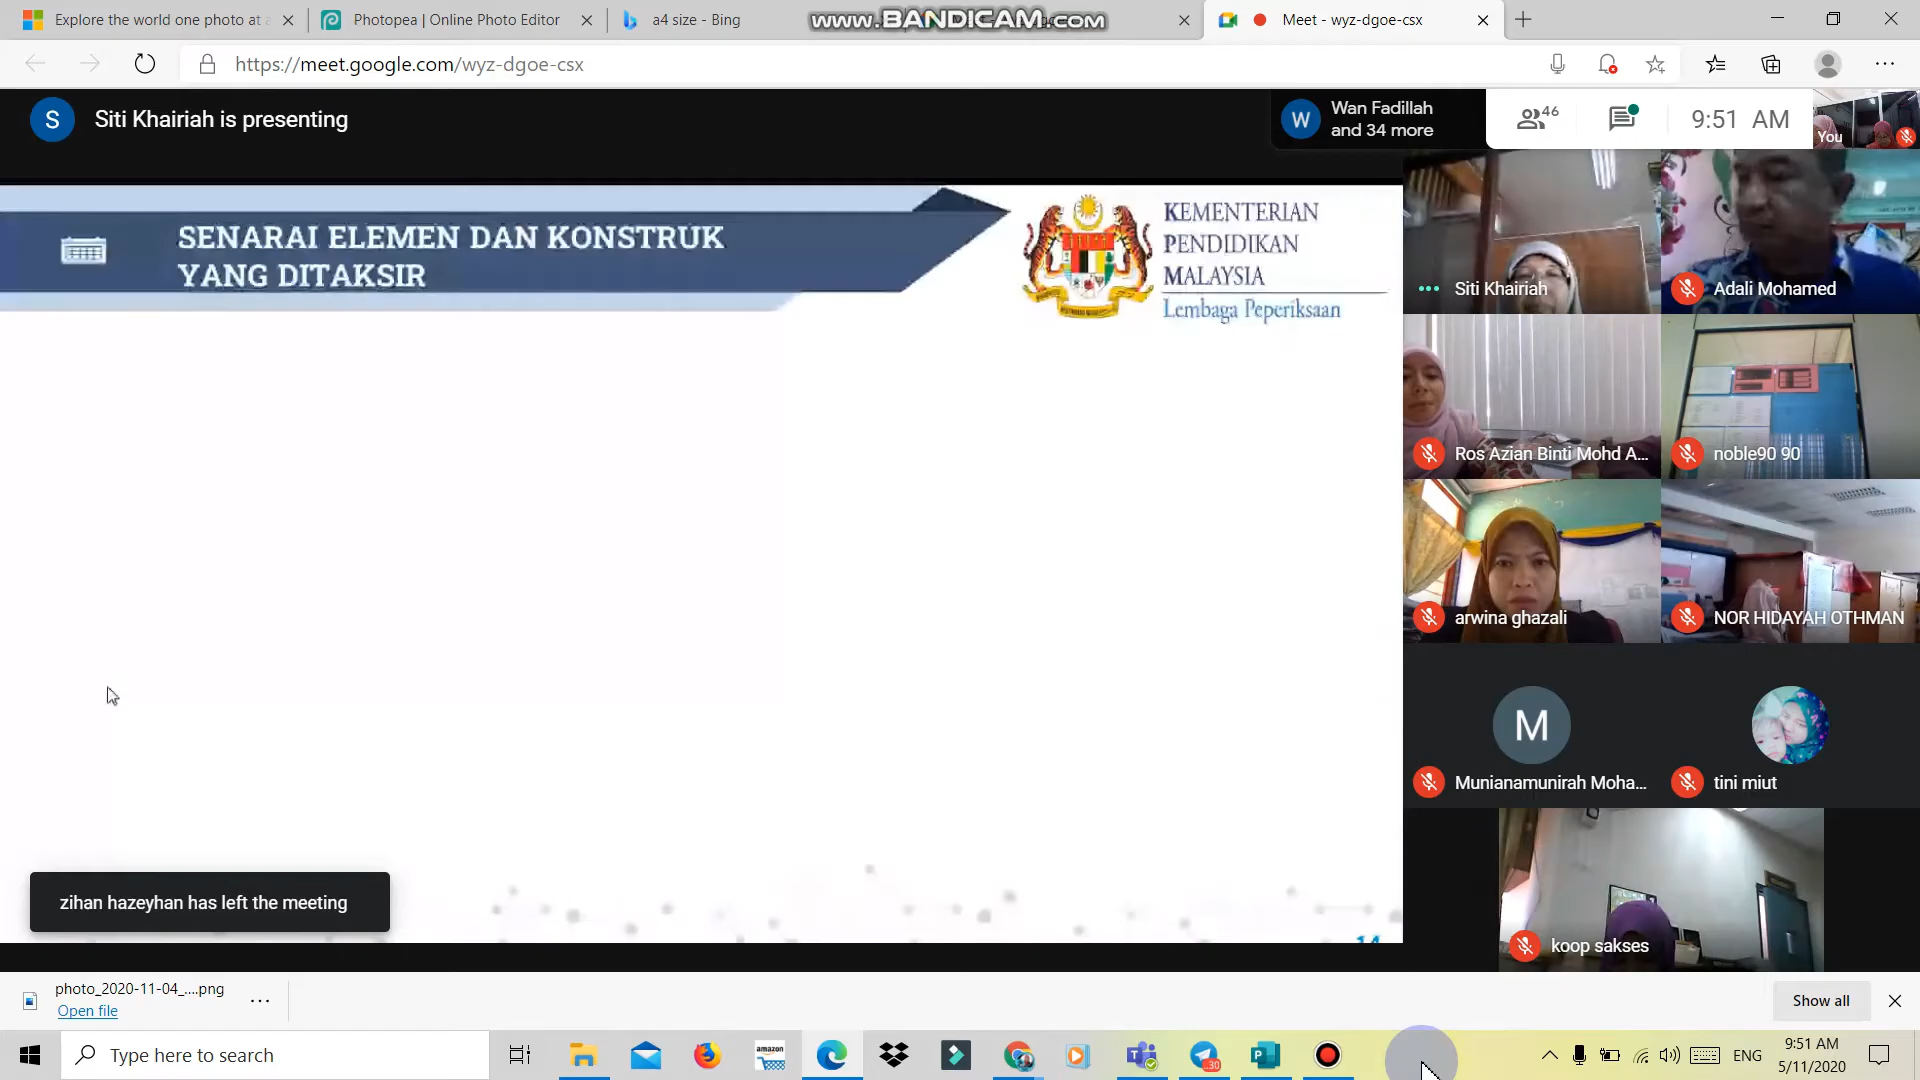 Explore the world one photo at a
Photopea | Online Photo Editor
a4 size - Bing
www.BANDICAM.com
Meet - wyz-dgoe-csx
https://meet.google.com/wyz-dgoe-csx
S
Siti Khairiah is presenting
W
Wan Fadillah
and 34 more
46
9:51 AM
You
SENARAI ELEMEN DAN KONSTRUK
YANG DITAKSIR
KEMENTERIAN
PENDIDIKAN
MALAYSIA
Lembaga Peperiksaan
Siti Khairiah
Adali Mohamed
Ros Azian Binti Mohd A...
noble90 90
arwina ghazali
NOR HIDAYAH OTHMAN
M
Munianamunirah Moha...
tini miut
koop sakses
zihan hazeyhan has left the meeting
14
photo_2020-11-04_....png
Open file
Show all
Type here to search
amazon
30
ENG
9:51 AM
5/11/2020